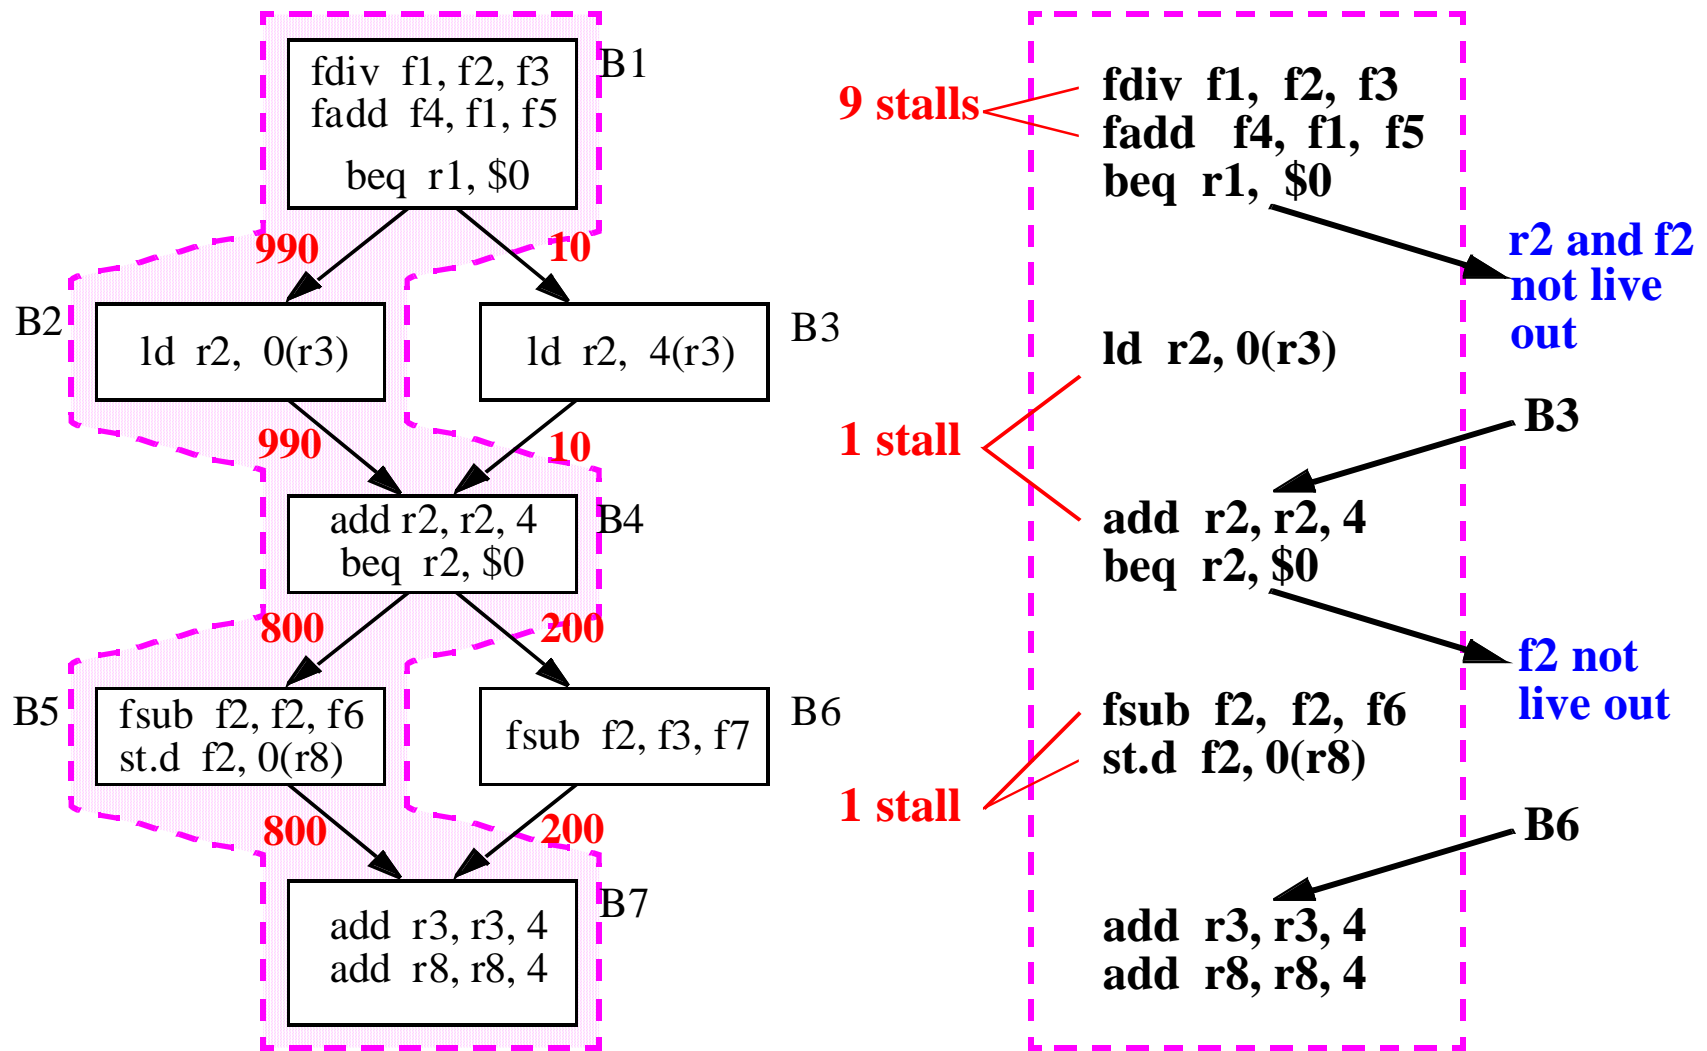 fdiv f1, f2, f3
fadd f4, f1, f5
beq r1, $0
B1
990
10
B2
ld r2, 0(r3)
ld r2, 4(r3)
B3
990
10
add r2, r2, 4
beq r2, $0
B4
800
200
B5
fsub f2, f2, f6
st.d f2, 0(r8)
fsub f2, f3, f7
B6
800
200
add r3, r3, 4
add r8, r8, 4
B7
9 stalls
fdiv f1, f2, f3
fadd f4, f1, f5
beq r1, $0
r2 and f2
not live
out
ld r2, 0(r3)
B3
1 stall
add r2, r2, 4
beq r2, $0
f2 not
live out
fsub f2, f2, f6
st.d f2, 0(r8)
1 stall
B6
add r3, r3, 4
add r8, r8, 4